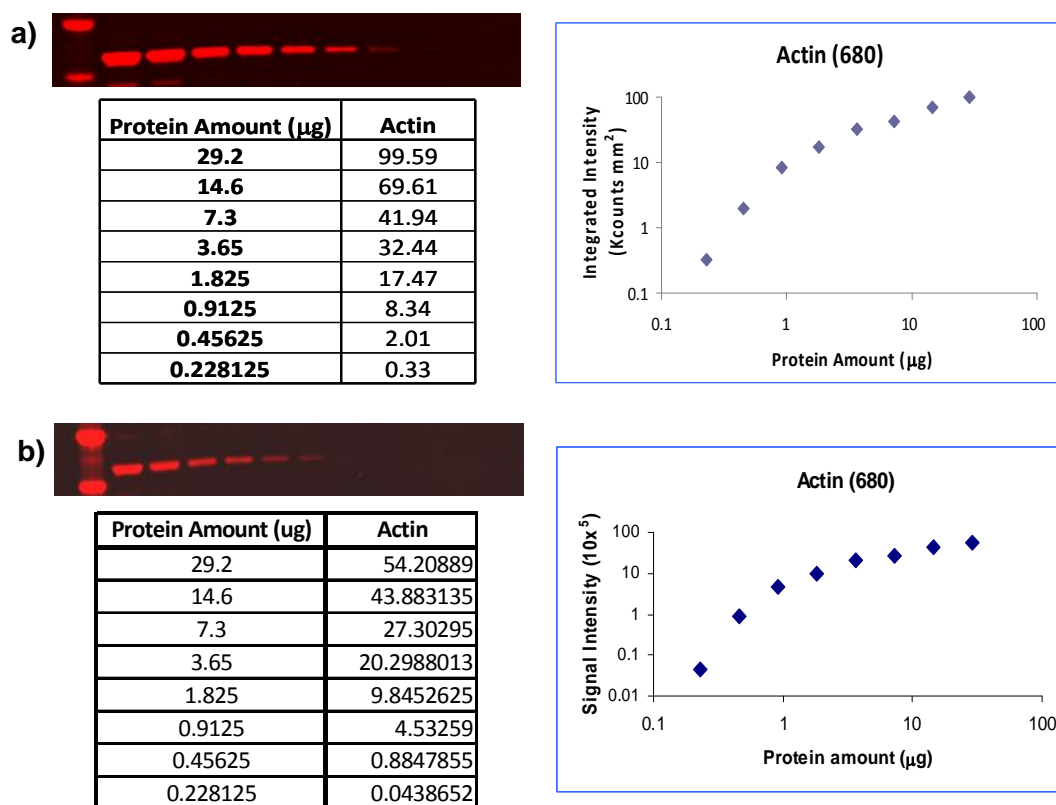 a)
Protein Amount (µg) Actin
29.2 99.59
14.6 69.61
7.3 41.94
3.65 32.44
1.825 17.47
0.9125 8.34
0.45625 2.01
0.228125 0.33
Actin (680)
Integrated Intensity
(Kcounts mm²)
100
10
1
0.1
0.1 1 10 100
Protein Amount (µg)
b)
Protein Amount (ug) Actin
29.2 54.20889
14.6 43.883135
7.3 27.30295
3.65 20.2988013
1.825 9.8452625
0.9125 4.53259
0.45625 0.8847855
0.228125 0.0438652
Actin (680)
Signal Intensity (10x⁵)
100
10
1
0.1
0.01
0.1 1 10 100
Protein amount (µg)